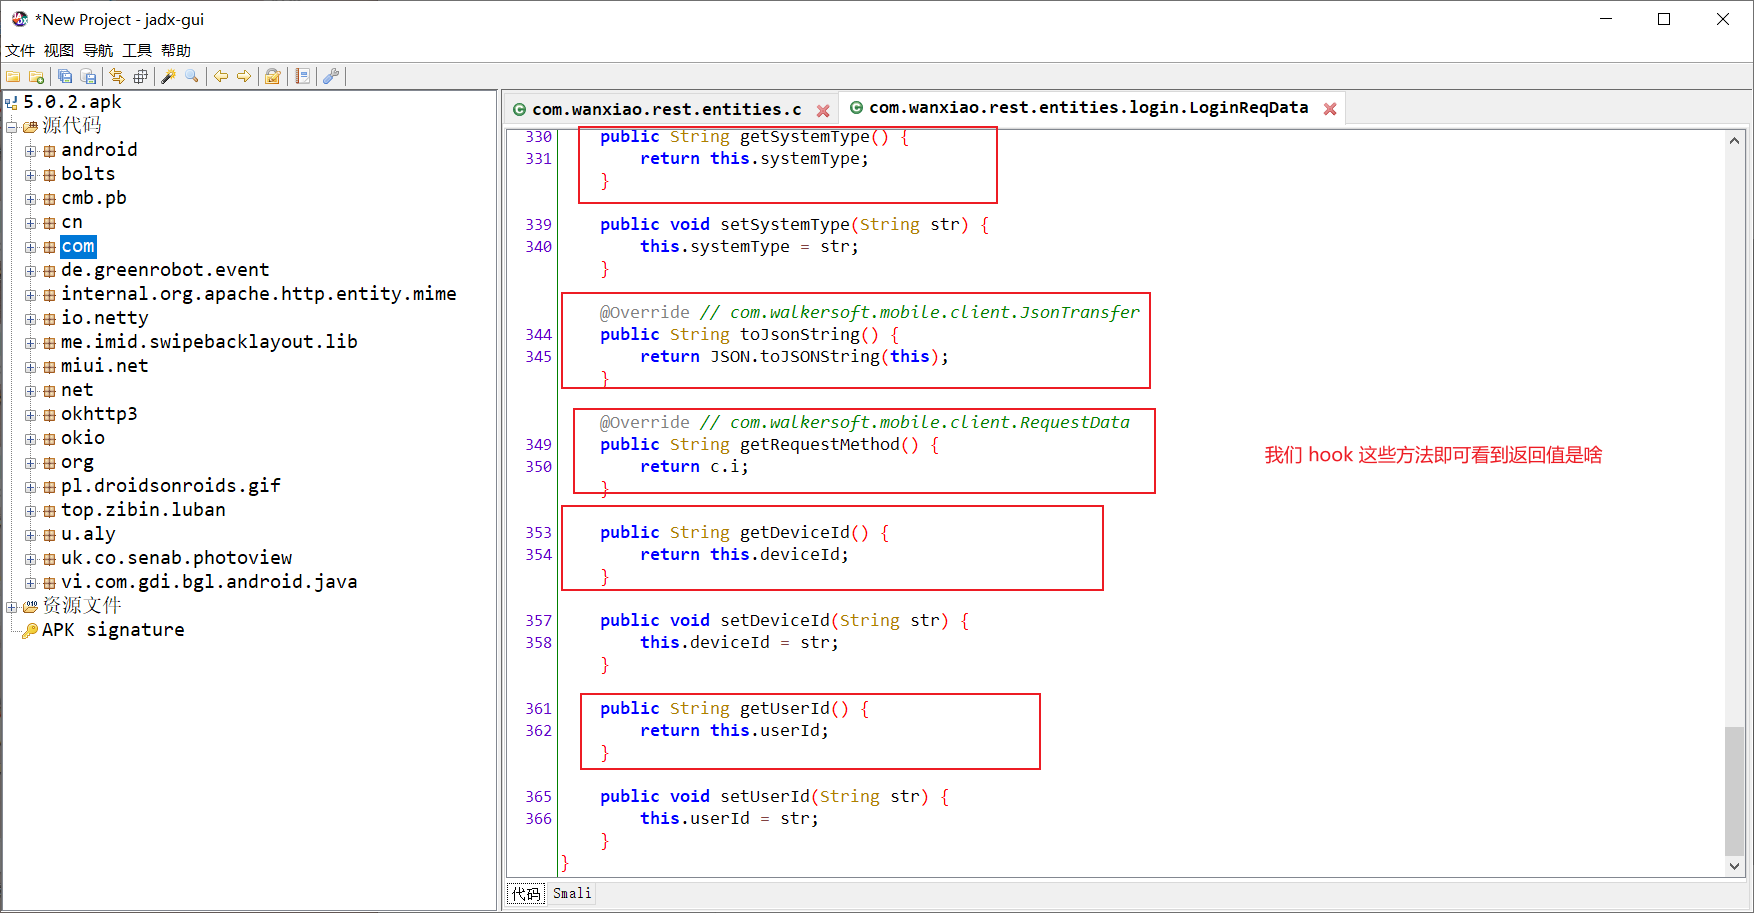 *New Project - jadx-gui
文件 视图 导航 工具 帮助
5.0.2.apk
源代码
android
bolts
cmb.pb
cn
com
de.greenrobot.event
internal.org.apache.http.entity.mime
io.netty
me.imid.swipebacklayout.lib
miui.net
net
okhttp3
okio
org
pl.droidsonroids.gif
top.zibin.luban
u.aly
uk.co.senab.photoview
vi.com.gdi.bgl.android.java
资源文件
APK signature
com.wanxiao.rest.entities.c com.wanxiao.rest.entities.login.LoginReqData
330 public String getSystemType() {
331 return this.systemType;
}
339 public void setSystemType(String str) {
340 this.systemType = str;
}
@Override // com.walkersoft.mobile.client.JsonTransfer
344 public String toJsonString() {
345 return JSON.toJSONString(this);
}
@Override // com.walkersoft.mobile.client.RequestData
349 public String getRequestMethod() {
350 return c.i;
}
353 public String getDeviceId() {
354 return this.deviceId;
}
357 public void setDeviceId(String str) {
358 this.deviceId = str;
}
361 public String getUserId() {
362 return this.userId;
}
365 public void setUserId(String str) {
366 this.userId = str;
}
}
我们 hook 这些方法即可看到返回值是啥
代码 Smali